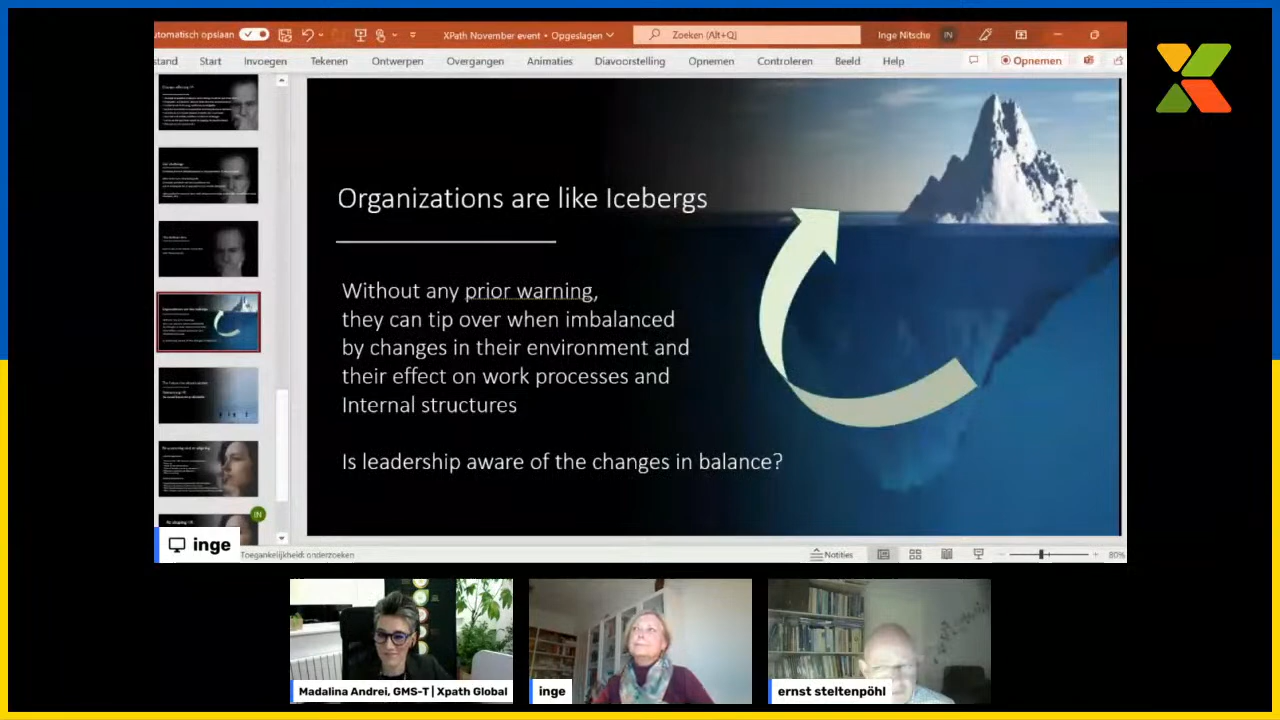 utomatisch opslaan
XPath November event • Opgeslagen
Zoeken (Alt+Q)
Inge Nitsche
IN
stand Start Invoegen Tekenen Ontwerpen Overgangen Animaties Diavoorstelling Opnemen Controleren Beeld Help
Opnemen
Organizations are like Icebergs
Without any prior warning,
they can tip over when imbalanced
by changes in their environment and
their effect on work processes and
Internal structures
Is leadership aware of the changes in balance?
IN
inge
Toegankelijkheid: onderzoeken
Notities
80%
Madalina Andrei, GMS-T | Xpath Global
inge
ernst steltenpöhl